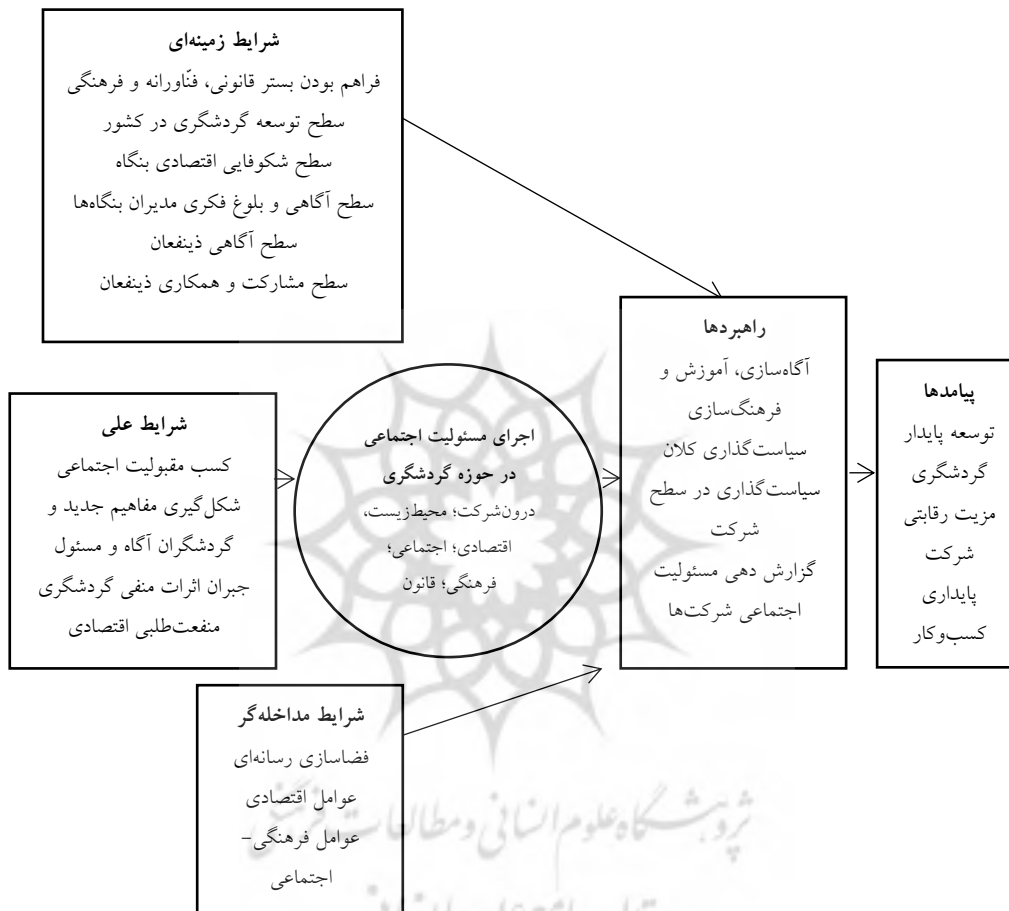 شرایط زمینه‌ای
فراهم بودن بستر قانونی، فنّاورانه و فرهنگی
سطح توسعه گردشگری در کشور
سطح شکوفایی اقتصادی بنگاه
سطح آگاهی و بلوغ فکری مدیران بنگاه‌ها
سطح آگاهی ذینفعان
سطح مشارکت و همکاری ذینفعان
شرایط علی
کسب مقبولیت اجتماعی
شکل‌گیری مفاهیم جدید و
گردشگران آگاه و مسئول
جبران اثرات منفی گردشگری
منفعت‌طلبی اقتصادی
اجرای مسئولیت اجتماعی
در حوزه گردشگری
درون‌شرکت؛ محیط‌زیست،
اقتصادی؛ اجتماعی؛
فرهنگی؛ قانون
شرایط مداخله‌گر
فضاسازی رسانه‌ای
عوامل اقتصادی
عوامل فرهنگی-
اجتماعی
راهبردها
آگاه‌سازی، آموزش و
فرهنگ‌سازی
سیاست‌گذاری کلان
سیاست‌گذاری در سطح
شرکت
گزارش دهی مسئولیت
اجتماعی شرکت‌ها
پیامدها
توسعه پایدار
گردشگری
مزیت رقابتی
شرکت
پایداری
کسب‌وکار
پژوهشگاه علوم انسانی و مطالعات فرهنگی